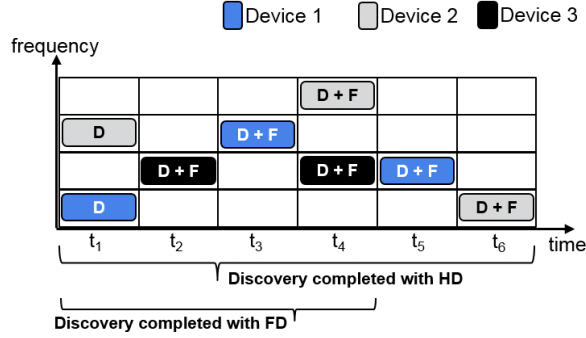 Device 1 Device 2 Device 3
frequency
D + F
D D + F
D + F D + F D + F
D D + F
t1 t2 t3 t4 t5 t6 time
Discovery completed with HD
Discovery completed with FD